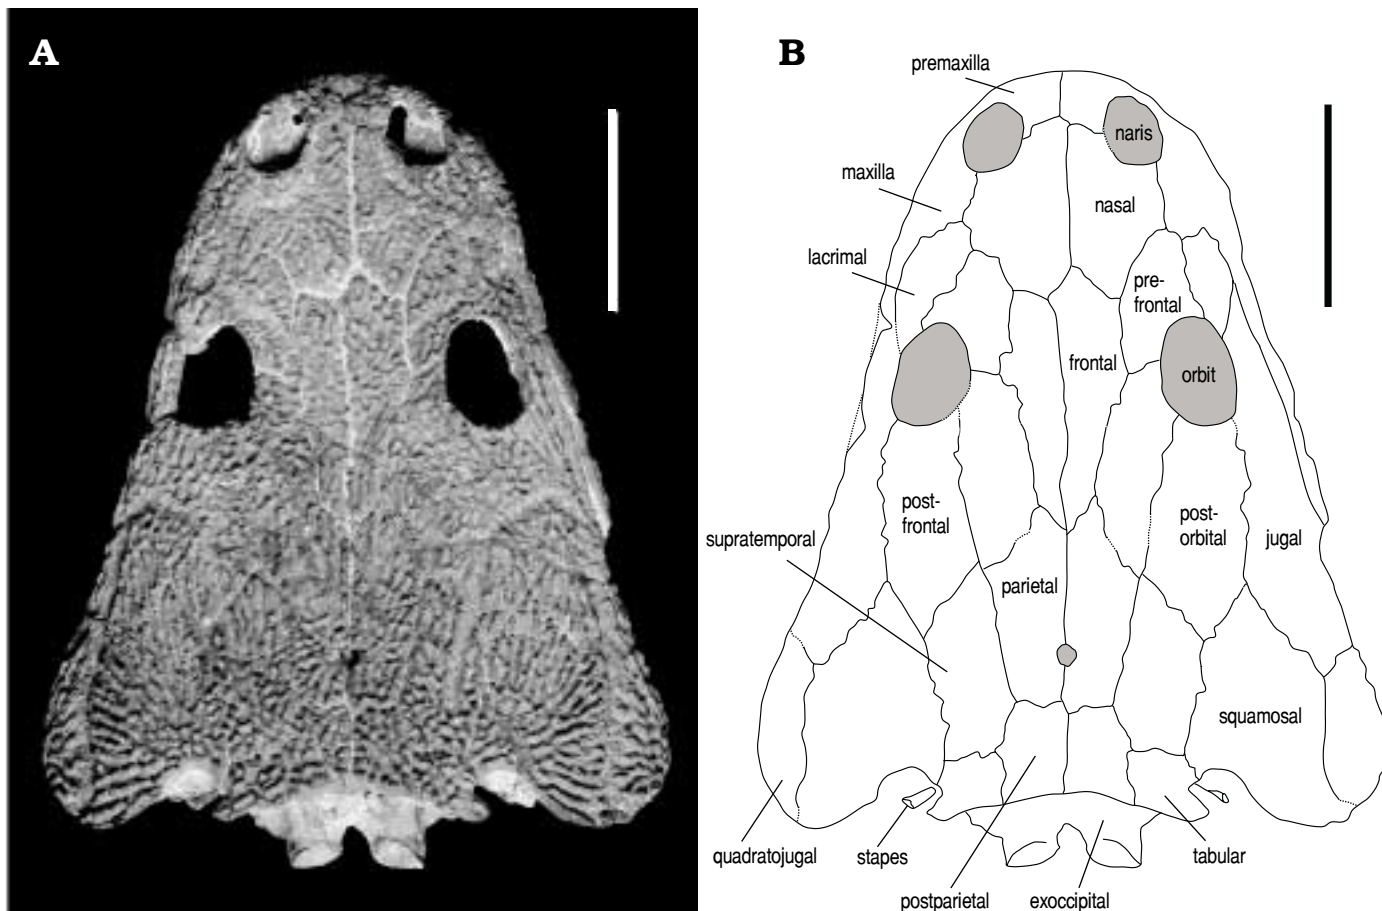 A
B
premaxilla
naris
maxilla
nasal
lacrimal
pre-
frontal
frontal
orbit
post-
frontal
post-
orbital
jugal
supratemporal
parietal
squamosal
quadratojugal
stapes
tabular
postparietal
exoccipital